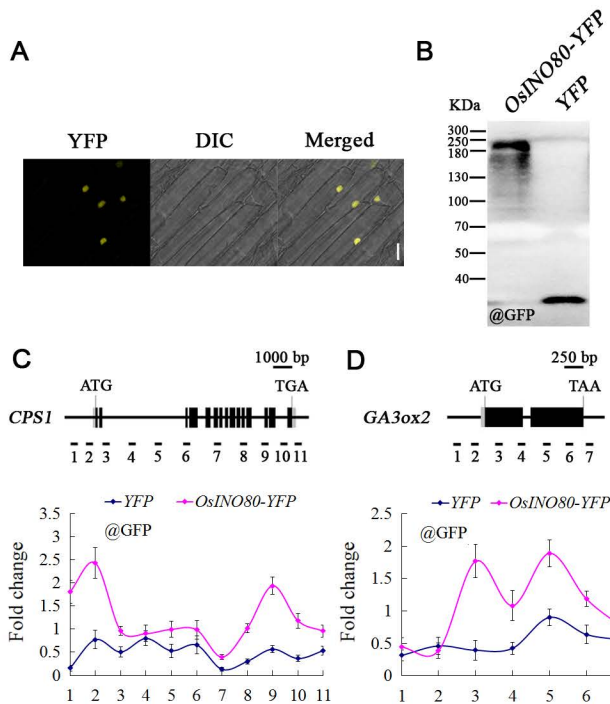 A
YFP DIC Merged
B
OsINO80-YFP
YFP
KDa
300
250
180
130
100
70
50
40
@GFP
C
1000 bp
ATG TGA
CPS1
1 2 3 4 5 6 7 8 9 10 11
YFP OsINO80-YFP
@GFP
Fold change
3.5
3
2.5
2
1.5
1
0.5
0
1 2 3 4 5 6 7 8 9 10 11
D
250 bp
ATG TAA
GA3ox2
1 2 3 4 5 6 7
YFP OsINO80-YFP
@GFP
Fold change
2.5
2
1.5
1
0.5
0
1 2 3 4 5 6